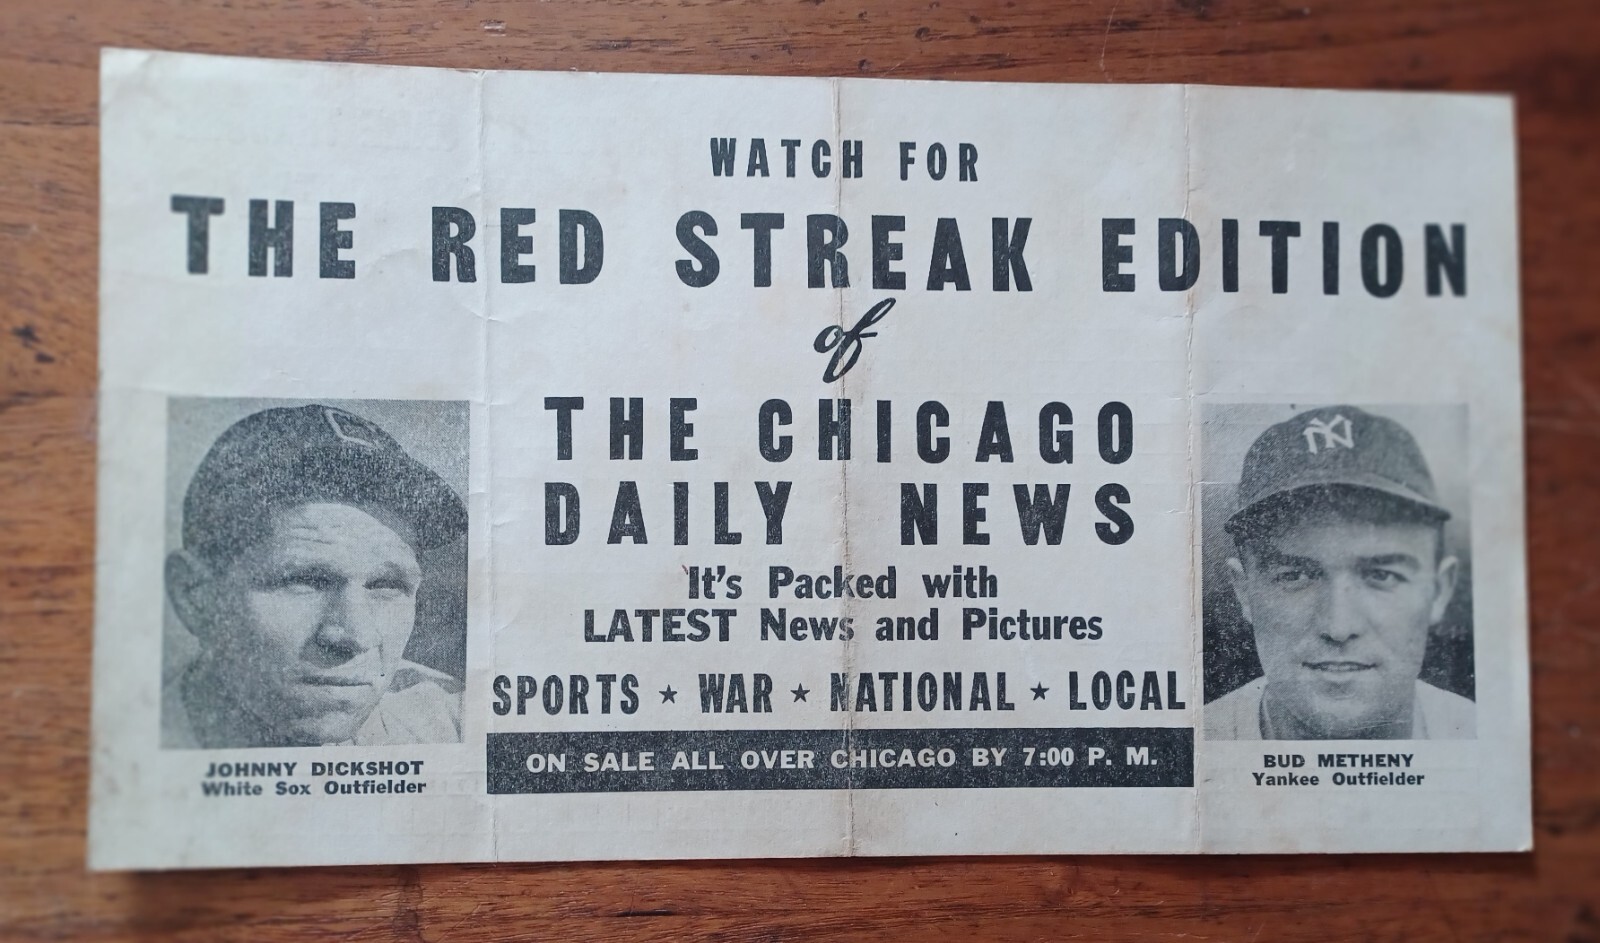 WATCH FOR
THE RED STREAK EDITION
of
THE CHICAGO
DAILY NEWS
It's Packed with
LATEST News and Pictures
SPORTS ★ WAR ★ NATIONAL ★ LOCAL
ON SALE ALL OVER CHICAGO BY 7:00 P. M.
JOHNNY DICKSHOT
White Sox Outfielder
NY
BUD METHENY
Yankee Outfielder